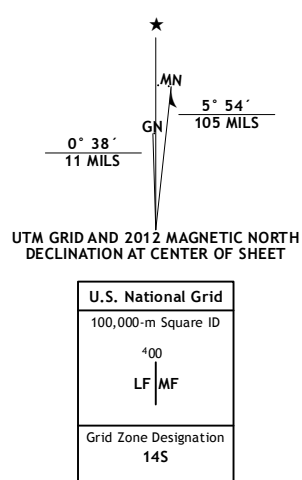 ★
MN
GN
5° 54´
105 MILS
0° 38´
11 MILS
UTM GRID AND 2012 MAGNETIC NORTH
DECLINATION AT CENTER OF SHEET
U.S. National Grid
100,000-m Square ID
⁴00
LF MF
Grid Zone Designation
14S